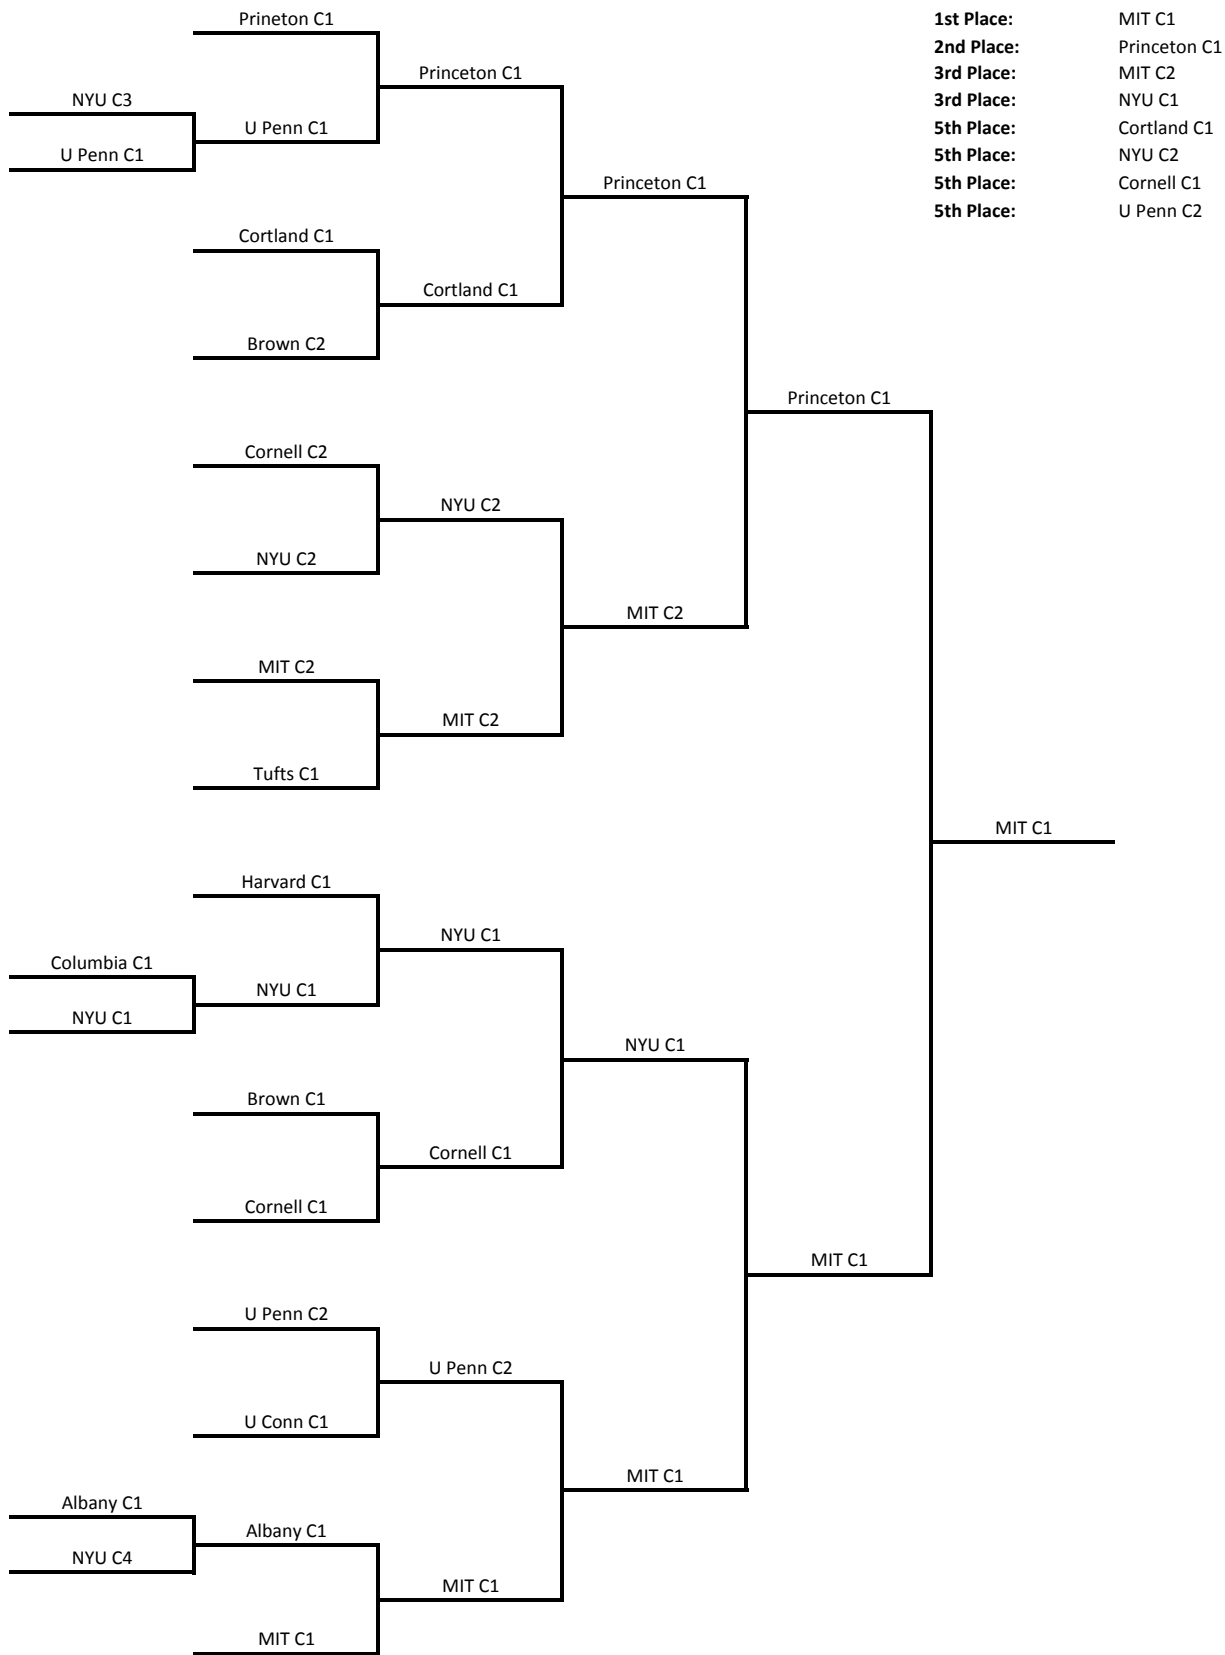 Prineton C1
1st Place: MIT C1
2nd Place: Princeton C1
Princeton C1
3rd Place: MIT C2
NYU C3
3rd Place: NYU C1
U Penn C1
5th Place: Cortland C1
U Penn C1
5th Place: NYU C2
Princeton C1
5th Place: Cornell C1
5th Place: U Penn C2
Cortland C1
Cortland C1
Brown C2
Princeton C1
Cornell C2
NYU C2
NYU C2
MIT C2
MIT C2
MIT C2
Tufts C1
MIT C1
Harvard C1
NYU C1
Columbia C1
NYU C1
NYU C1
NYU C1
Brown C1
Cornell C1
Cornell C1
MIT C1
U Penn C2
U Penn C2
U Conn C1
MIT C1
Albany C1
Albany C1
NYU C4
MIT C1
MIT C1